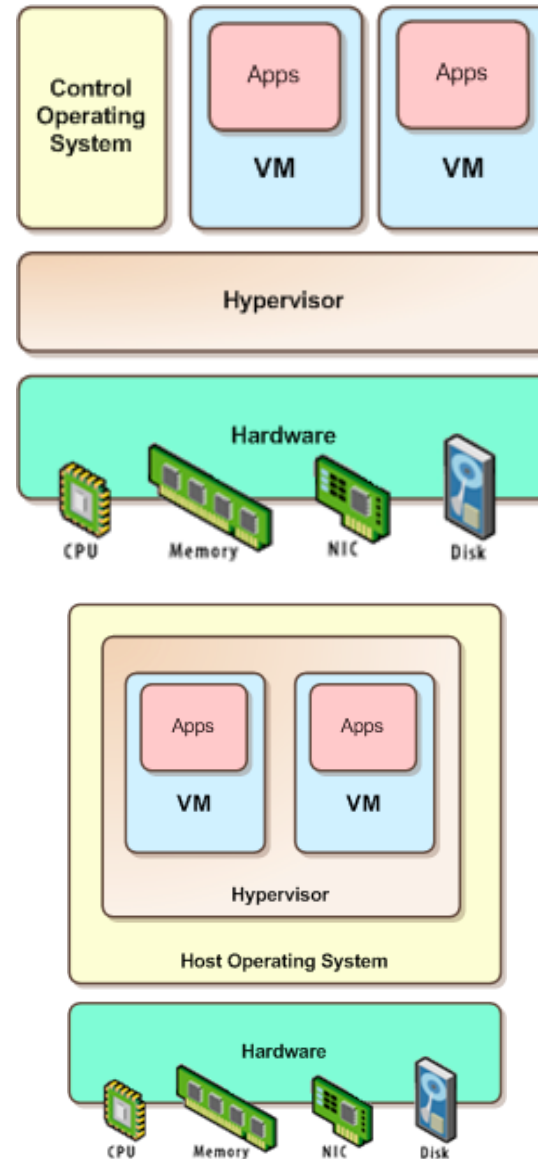 Control
Operating
System
Apps
VM
Apps
VM
Hypervisor
Hardware
CPU
Memory
NIC
Disk
Apps
VM
Apps
VM
Hypervisor
Host Operating System
Hardware
CPU
Memory
NIC
Disk